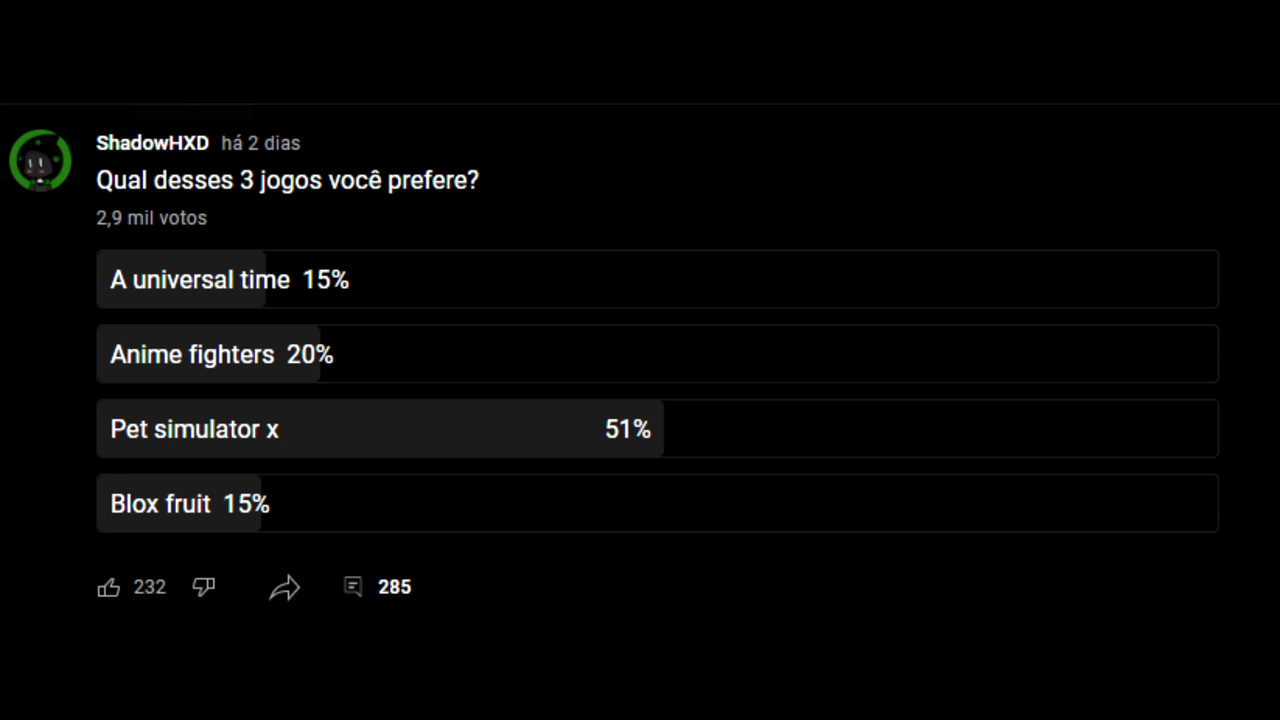 ShadowHXD há 2 dias
Qual desses 3 jogos você prefere?
2,9 mil votos
A universal time 15%
Anime fighters 20%
Pet simulator x 51%
Blox fruit 15%
232 285